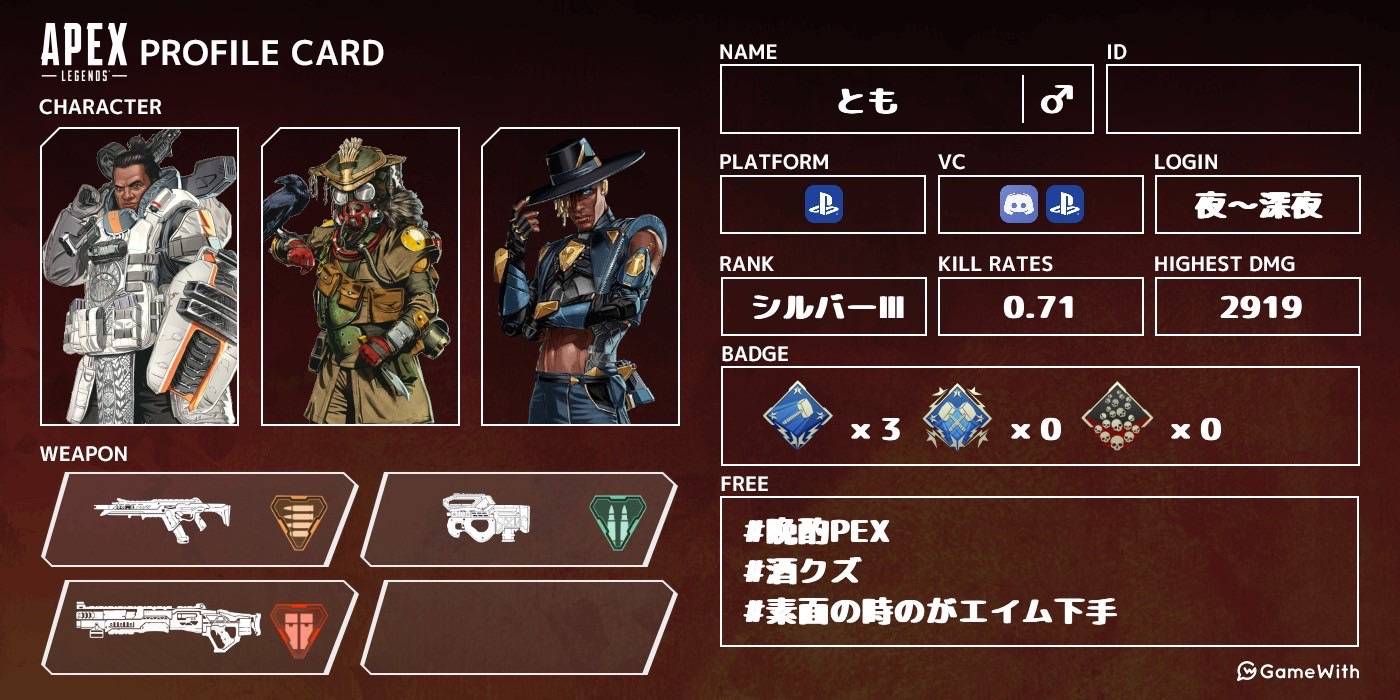 APEX LEGENDS PROFILE CARD
CHARACTER
WEAPON
NAME
とも ♂
ID
PLATFORM
VC
LOGIN
夜〜深夜
RANK
シルバーⅢ
KILL RATES
0.71
HIGHEST DMG
2919
BADGE
x 3
x 0
x 0
FREE
#晩酌PEX
#酒クズ
#素面の時のがエイム下手
GameWith